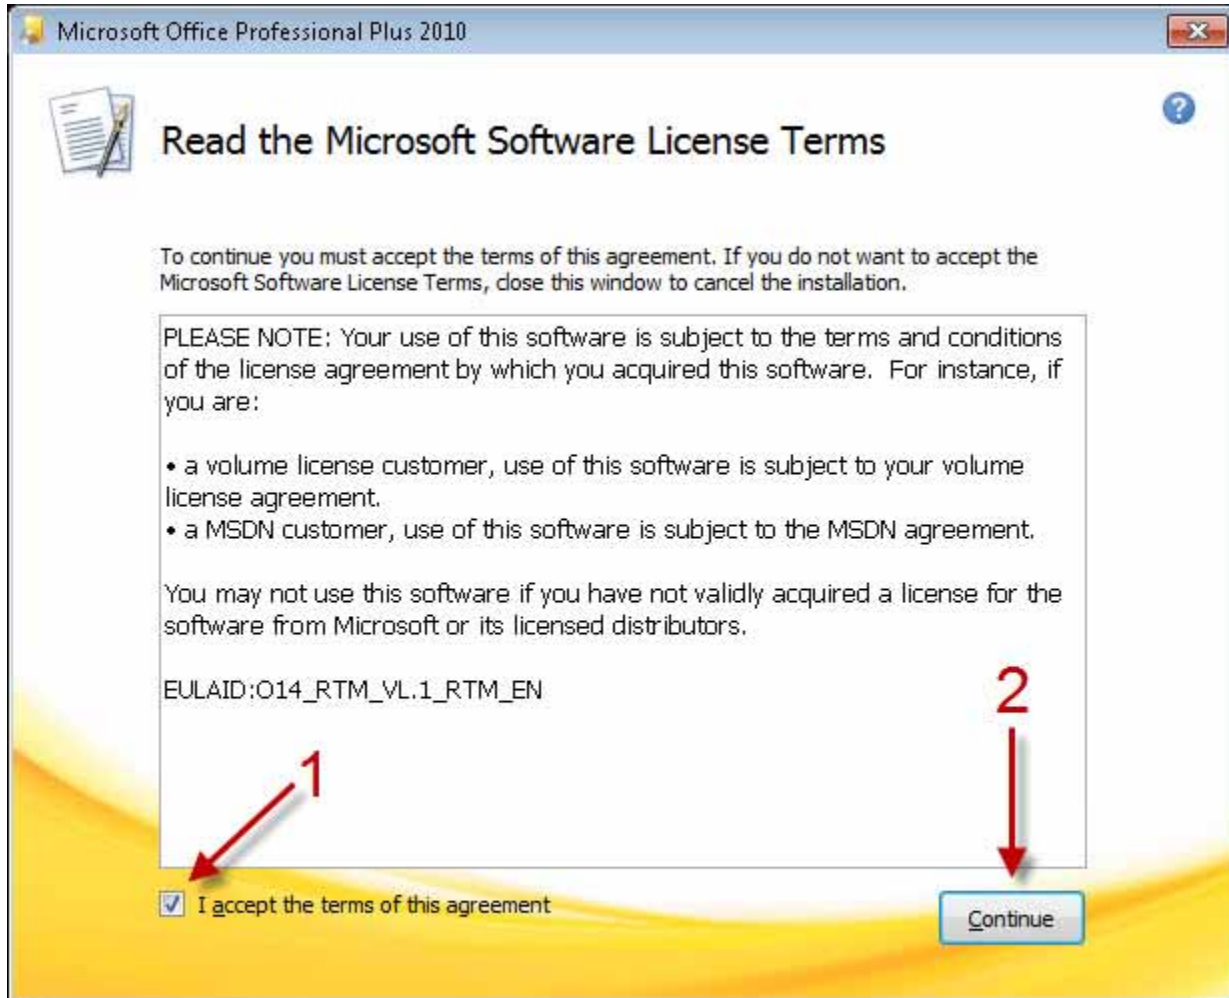 Microsoft Office Professional Plus 2010
Read the Microsoft Software License Terms
To continue you must accept the terms of this agreement. If you do not want to accept the
Microsoft Software License Terms, close this window to cancel the installation.
PLEASE NOTE: Your use of this software is subject to the terms and conditions
of the license agreement by which you acquired this software.  For instance, if
you are:
• a volume license customer, use of this software is subject to your volume
license agreement.
• a MSDN customer, use of this software is subject to the MSDN agreement.
You may not use this software if you have not validly acquired a license for the
software from Microsoft or its licensed distributors.
EULAID:O14_RTM_VL.1_RTM_EN
2
1
I accept the terms of this agreement
Continue